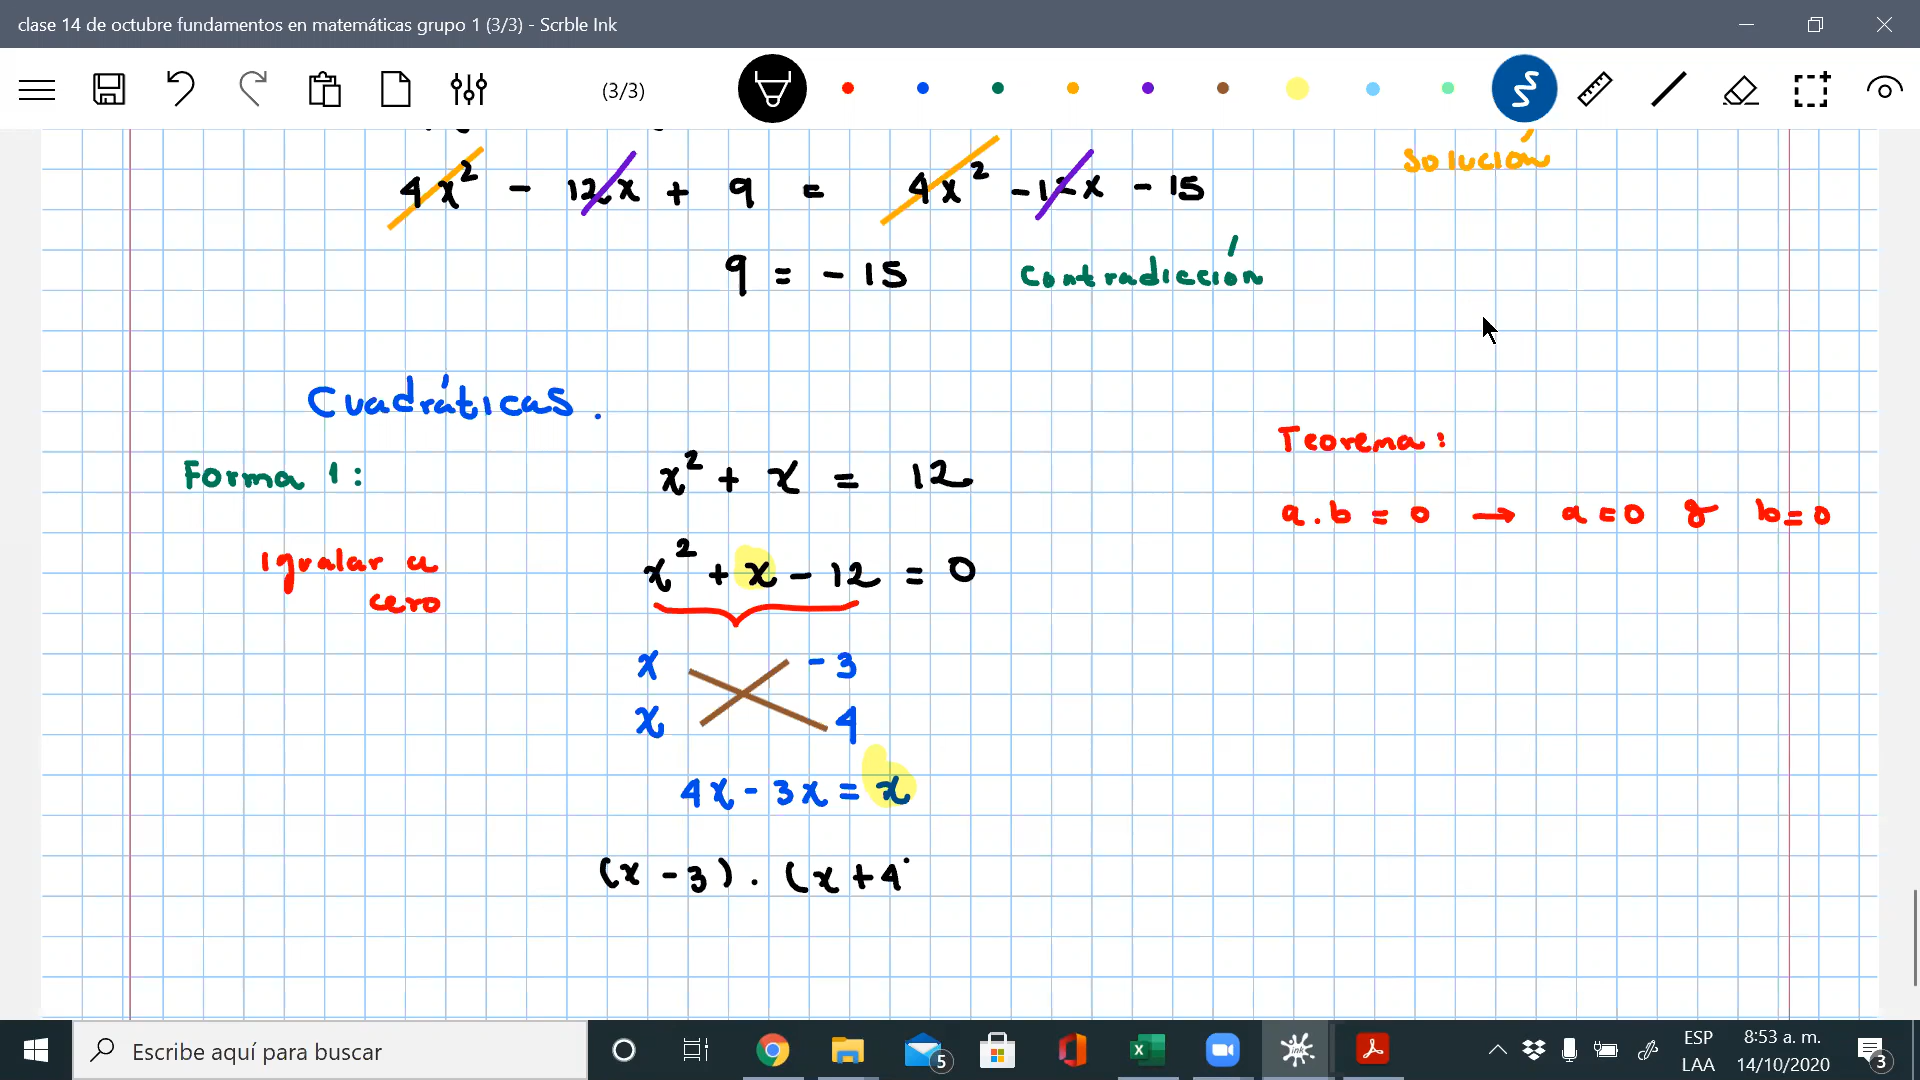 clase 14 de octubre fundamentos en matemáticas grupo 1 (3/3) - Scrble Ink
(3/3)
Solución
4x² - 12x + 9 = 4x² - 12x - 15
9 = - 15 Contradicción
Cuadráticas.
Teorema:
Forma 1: x² + x = 12
a . b = 0 → a = 0 ó b = 0
Igualar a
cero
x² + x - 12 = 0
x -3
x 4
4x - 3x = x
(x - 3) . (x + 4
Escribe aquí para buscar
5
ESP
LAA
8:53 a. m.
14/10/2020
3